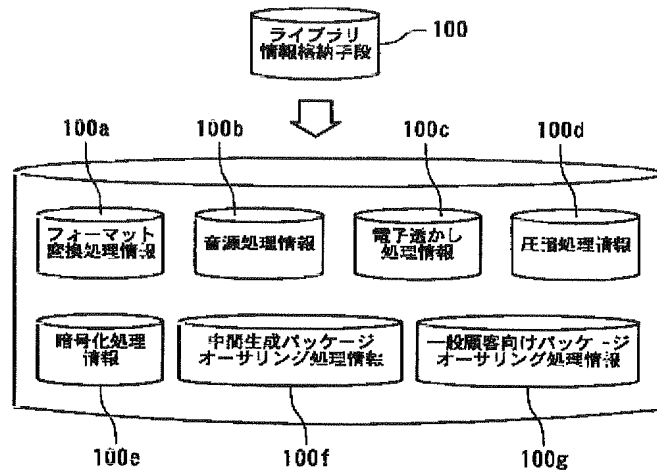 ライブラリ
情報格納手段
100
100a
100b
100c
100d
フォーマット
変換処理情報
音源処理情報
電子透かし
処理情報
圧縮処理情報
暗号化処理
情報
中間生成パッケージ
オーサリング処理情報
一般顧客向けパッケージ
オーサリング処理情報
100e
100f
100g